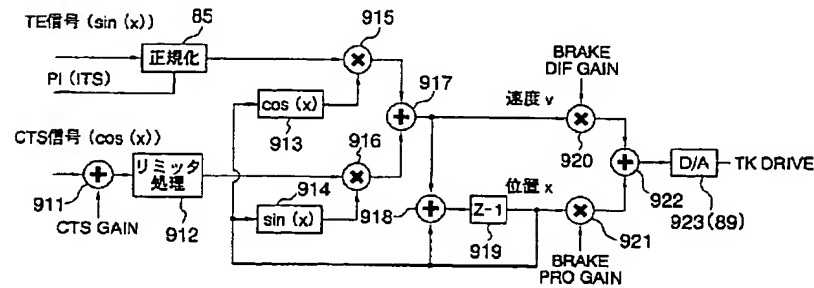 TE信号 (sin (x))
85
915
正規化
×
PI (ITS)
BRAKE
DIF GAIN
917
cos (x)
+
速度 v
×
913
916
920
CTS信号 (cos (x))
リミッタ
処理
×
+
D/A
TK DRIVE
+
914
922
911
位置 x
923(89)
918
sin (x)
+
Z-1
×
921
CTS GAIN
912
919
BRAKE
PRO GAIN